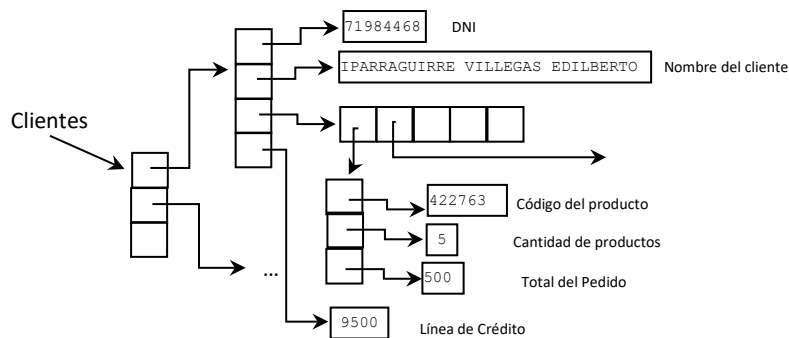 71984468 DNI
IPARRAGUIRRE VILLEGAS EDILBERTO Nombre del cliente
Clientes
422763 Código del producto
5 Cantidad de productos
...
500 Total del Pedido
9500 Línea de Crédito